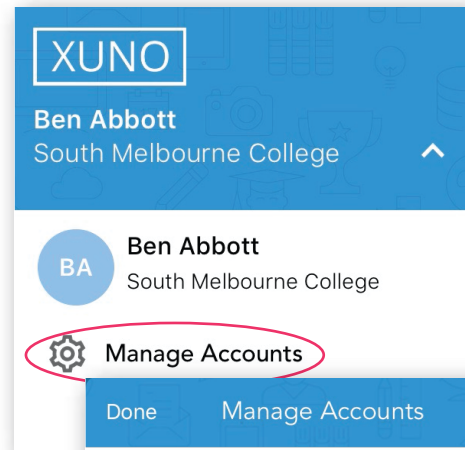 XUNO
Ben Abbott
South Melbourne College
BA
Ben Abbott
South Melbourne College
Manage Accounts
Done Manage Accounts